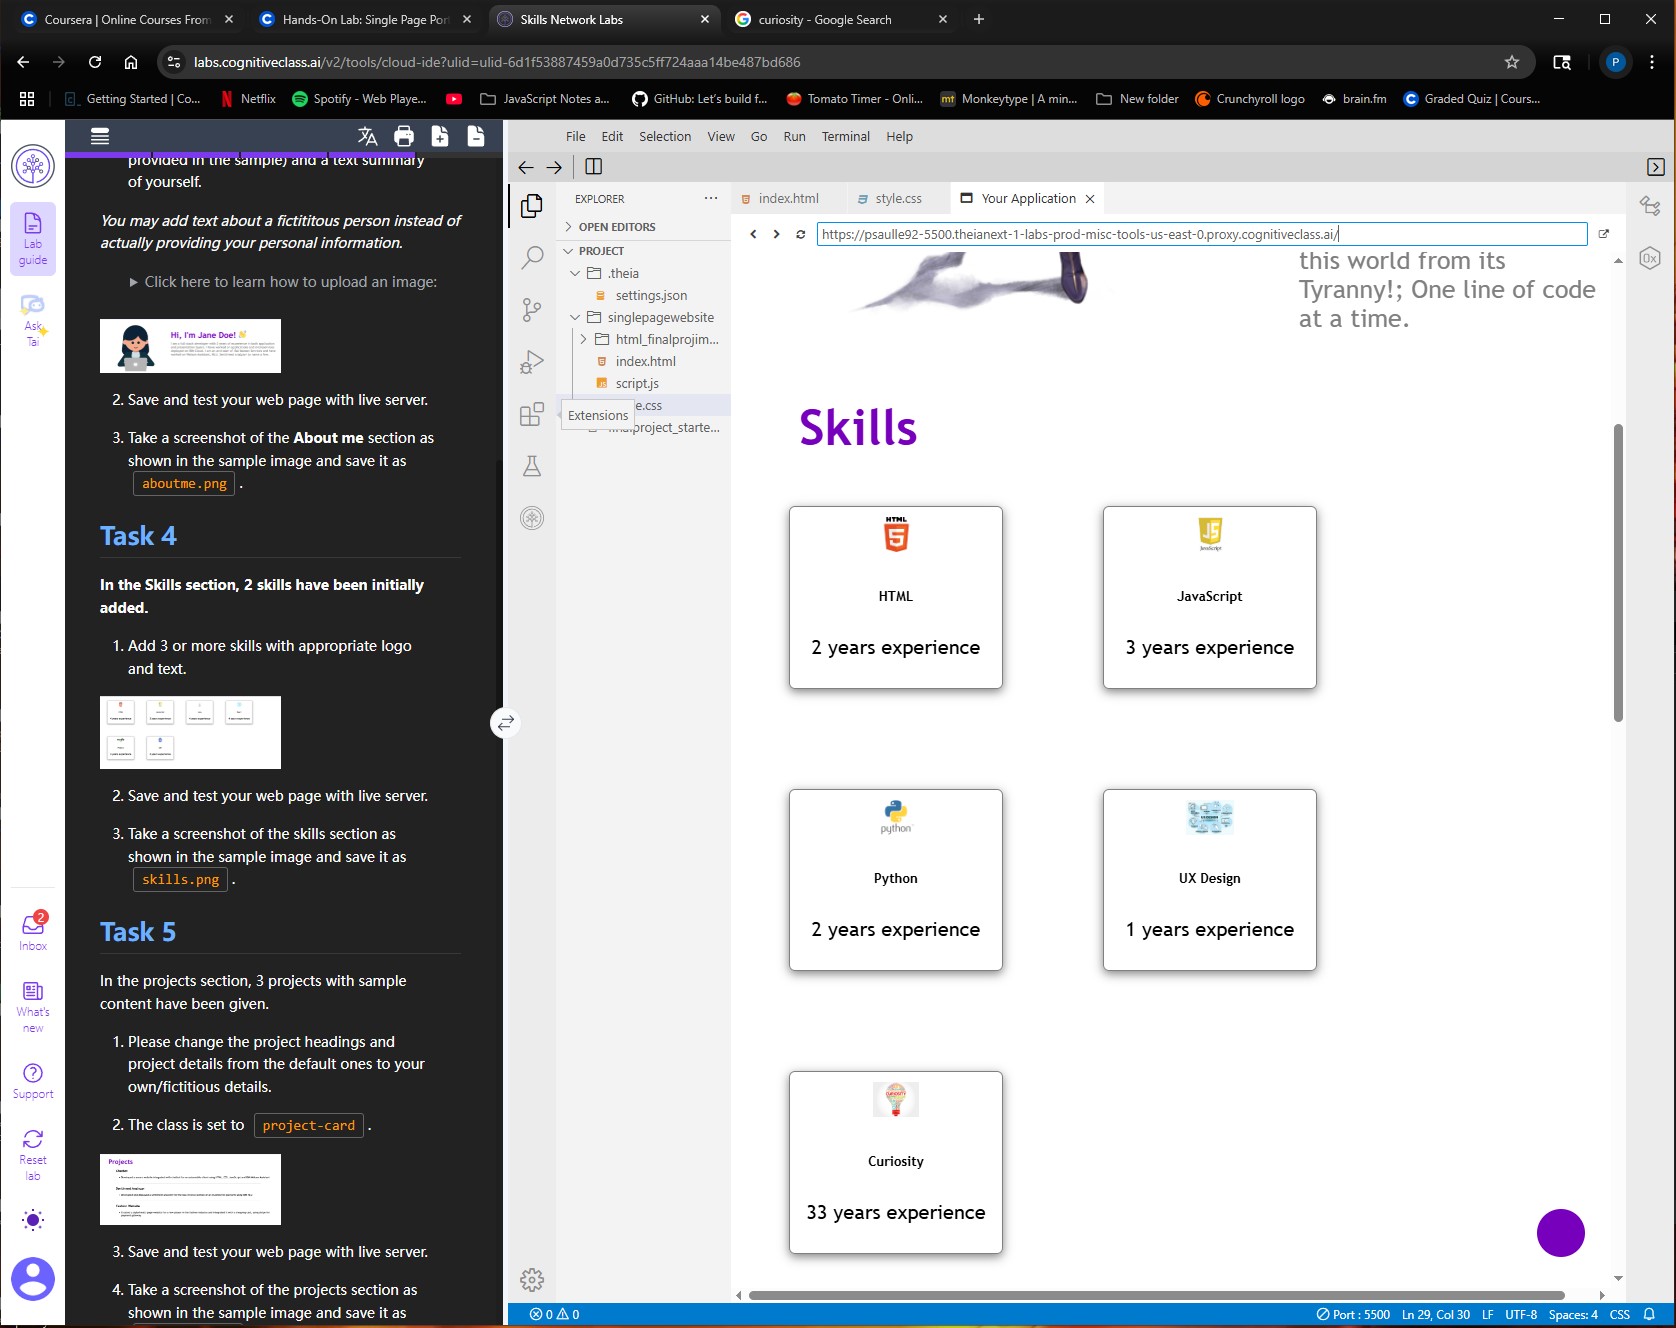 Coursera | Online Courses From
Hands-On Lab: Single Page Por
Skills Network Labs
curiosity - Google Search
labs.cognitiveclass.ai/v2/tools/cloud-ide?ulid=ulid-6d1f53887459a0d735c5ff724aaa14be487bd686
P
Getting Started | Co...
Netflix
Spotify - Web Playe...
JavaScript Notes a...
GitHub: Let's build f...
Tomato Timer - Onli...
mt Monkeytype | A min...
New folder
Crunchyroll logo
brain.fm
Graded Quiz | Cours...
Lab guide
Ask Tai
2
Inbox
What's new
Support
Reset lab
provided in the sample) and a text summary
of yourself.
You may add text about a fictititous person instead of
actually providing your personal information.
Click here to learn how to upload an image:
Hi, I'm Jane Doe!
2. Save and test your web page with live server.
3. Take a screenshot of the About me section as
shown in the sample image and save it as
aboutme.png .
Task 4
In the Skills section, 2 skills have been initially
added.
1. Add 3 or more skills with appropriate logo
and text.
2. Save and test your web page with live server.
3. Take a screenshot of the skills section as
shown in the sample image and save it as
skills.png .
Task 5
In the projects section, 3 projects with sample
content have been given.
1. Please change the project headings and
project details from the default ones to your
own/fictitious details.
2. The class is set to project-card .
Projects
3. Save and test your web page with live server.
4. Take a screenshot of the projects section as
shown in the sample image and save it as
File Edit Selection View Go Run Terminal Help
EXPLORER
OPEN EDITORS
PROJECT
.theia
settings.json
singlepagewebsite
html_finalprojim...
index.html
script.js
e.css
Extensions
finalproject_starte...
index.html
style.css
Your Application
https://psaulle92-5500.theianext-1-labs-prod-misc-tools-us-east-0.proxy.cognitiveclass.ai/
this world from its
Tyranny!; One line of code
at a time.
Skills
HTML
5
HTML
2 years experience
JS
JavaScript
JavaScript
3 years experience
python
Python
2 years experience
UX Design
1 years experience
CURIOSITY
Curiosity
33 years experience
0x
0 0
Port : 5500 Ln 29, Col 30 LF UTF-8 Spaces: 4 CSS